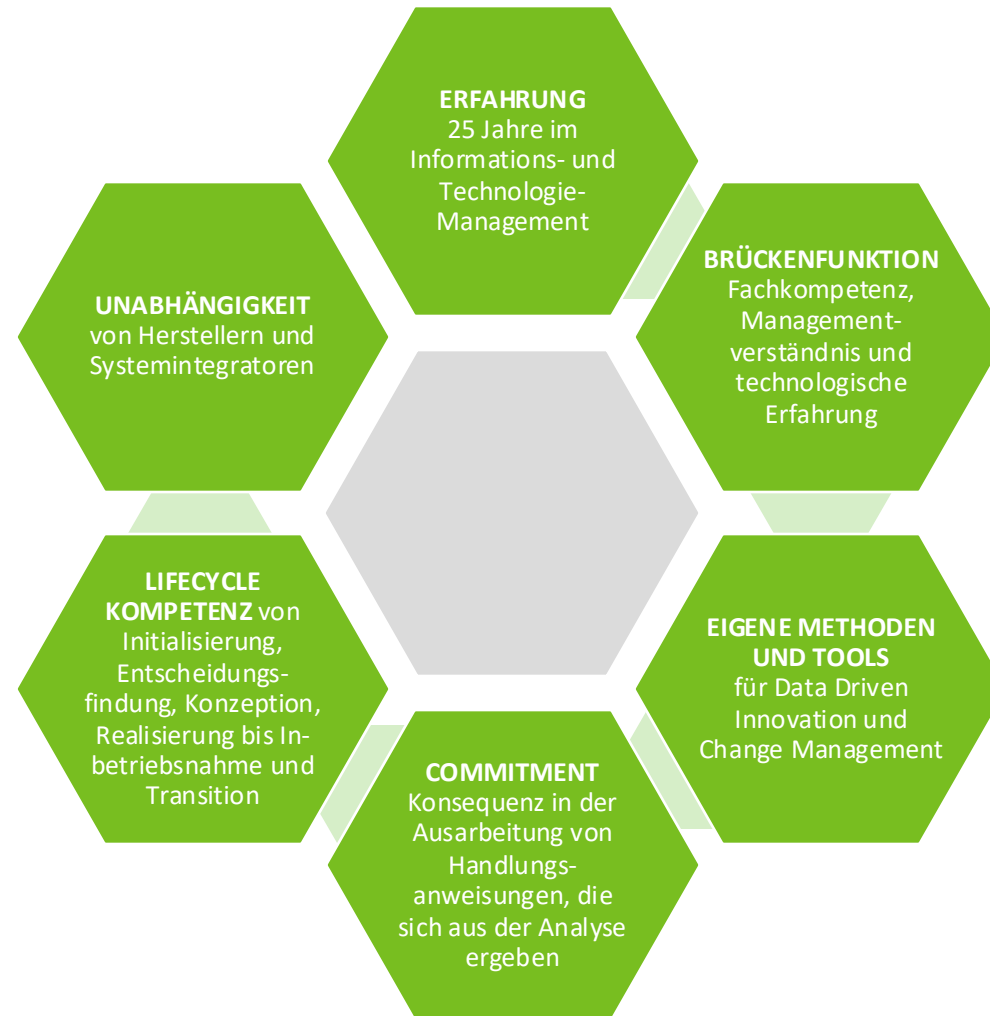 ERFAHRUNG
25 Jahre im
Informations- und
Technologie-
Management
BRÜCKENFUNKTION
Fachkompetenz,
Management-
verständnis und
technologische
Erfahrung
EIGENE METHODEN
UND TOOLS
für Data Driven
Innovation und
Change Management
COMMITMENT
Konsequenz in der
Ausarbeitung von
Handlungs-
anweisungen, die
sich aus der Analyse
ergeben
LIFECYCLE
KOMPETENZ von
Initialisierung,
Entscheidungs-
findung, Konzeption,
Realisierung bis In-
betriebsnahme und
Transition
UNABHÄNGIGKEIT
von Herstellern und
Systemintegratoren